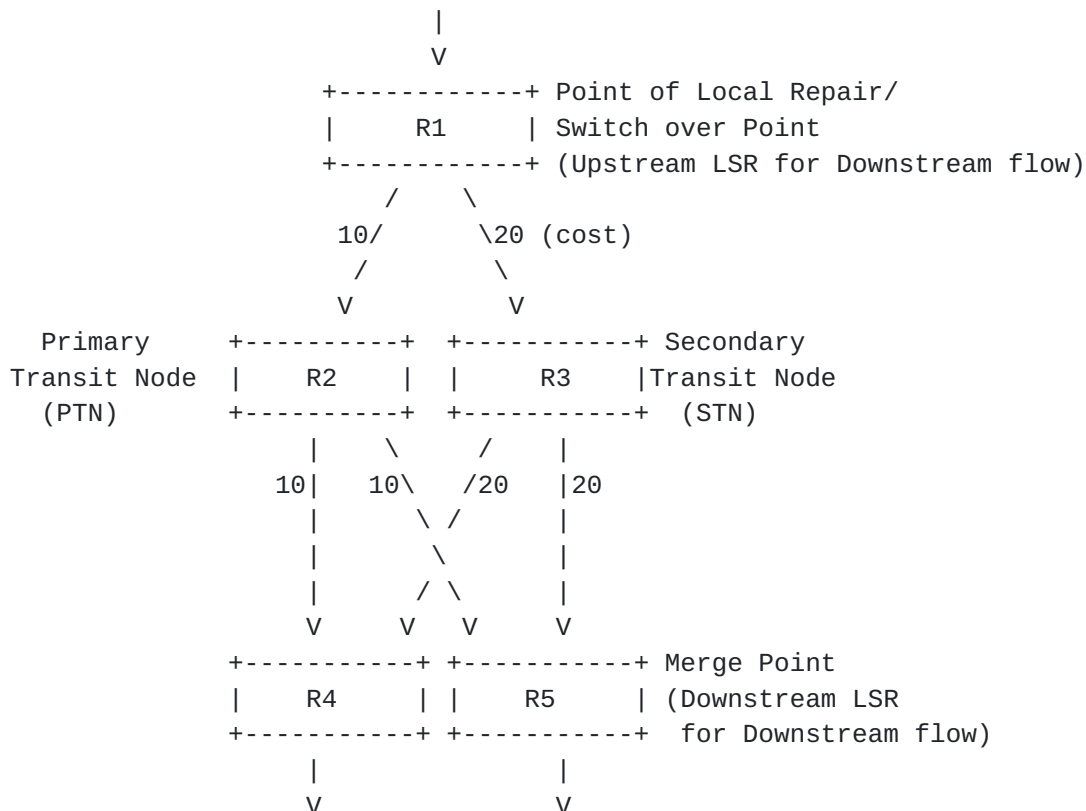 |
                           V
                    +------------+ Point of Local Repair/
                    |     R1     | Switch over Point
                    +------------+ (Upstream LSR for Downstream flow)
                        /    \
                     10/      \20 (cost)
                      /        \
                     V          V
  Primary     +----------+  +-----------+ Secondary
Transit Node  |    R2    |  |     R3    |Transit Node
  (PTN)       +----------+  +-----------+  (STN)
                   |    \     /    |
                 10|   10\   /20   |20
                   |      \ /      |
                   |       \       |
                   |      / \      |
                   V     V   V     V
              +-----------+ +-----------+ Merge Point
              |    R4     | |    R5     | (Downstream LSR
              +-----------+ +-----------+  for Downstream flow)
                   |               |
                   V               V